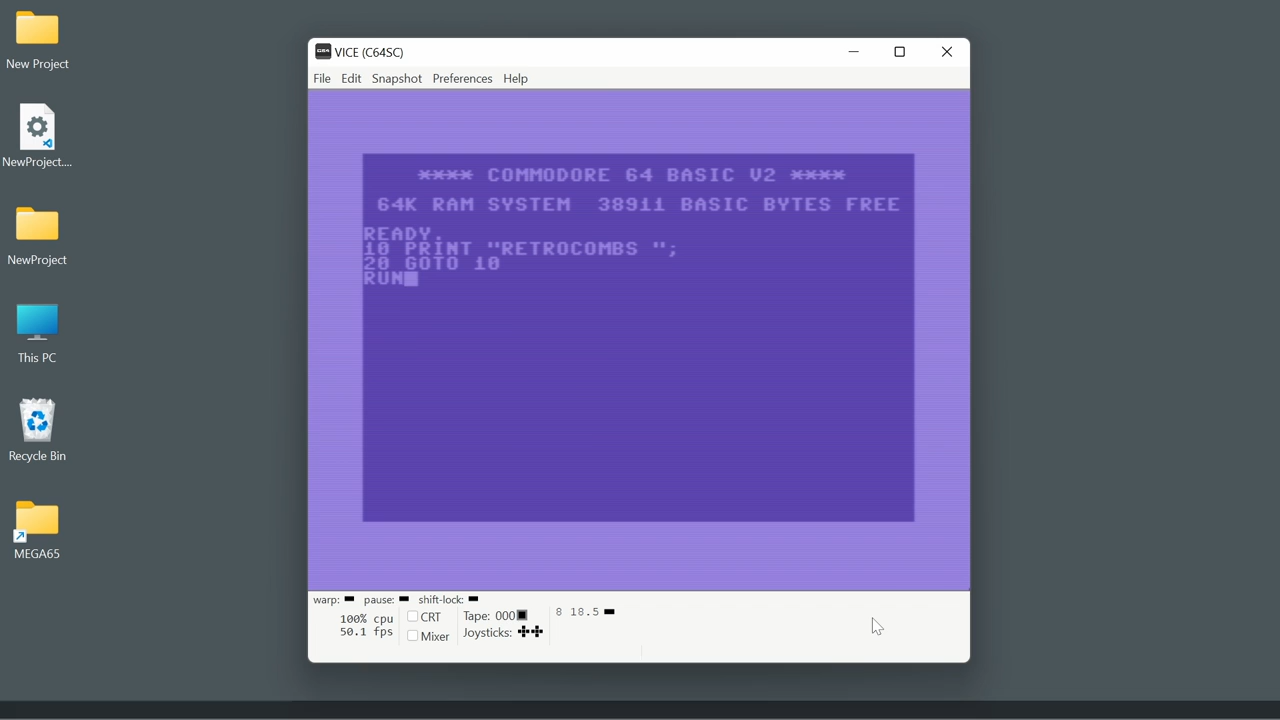 New Project
NewProject....
NewProject
This PC
Recycle Bin
MEGA65
C64
VICE (C64SC)
File Edit Snapshot Preferences Help
**** COMMODORE 64 BASIC V2 ****
64K RAM SYSTEM 38911 BASIC BYTES FREE
READY.
10 PRINT "RETROCOMBS ";
20 GOTO 10
RUN
warp: pause: shift-lock:
100% cpu CRT Tape: 000 8 18.5
50.1 fps Mixer Joysticks: